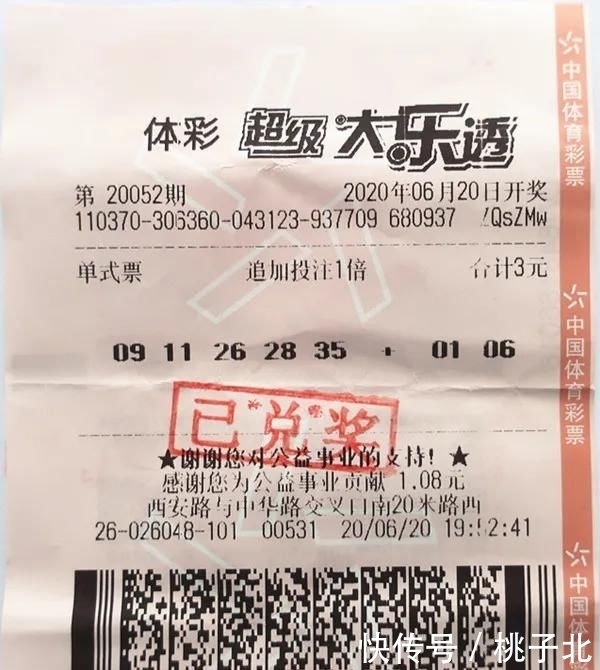 体彩 超级大乐透
第 20052期 2020年06月20日开奖
110370-306360-043123-937709 680937 ZQsZMw
单式票 追加投注1倍 合计3元
09 11 26 28 35 + 01 06
已兑奖
★谢谢您对公益事业的支持!★
感谢您为公益事业贡献 1.08元
西安路与中华路交叉口南20米路西
26-026048-101 00531 20/06/20 19:52:41
中国体育彩票
中国体育彩票
中国体
快传号 / 桃子北